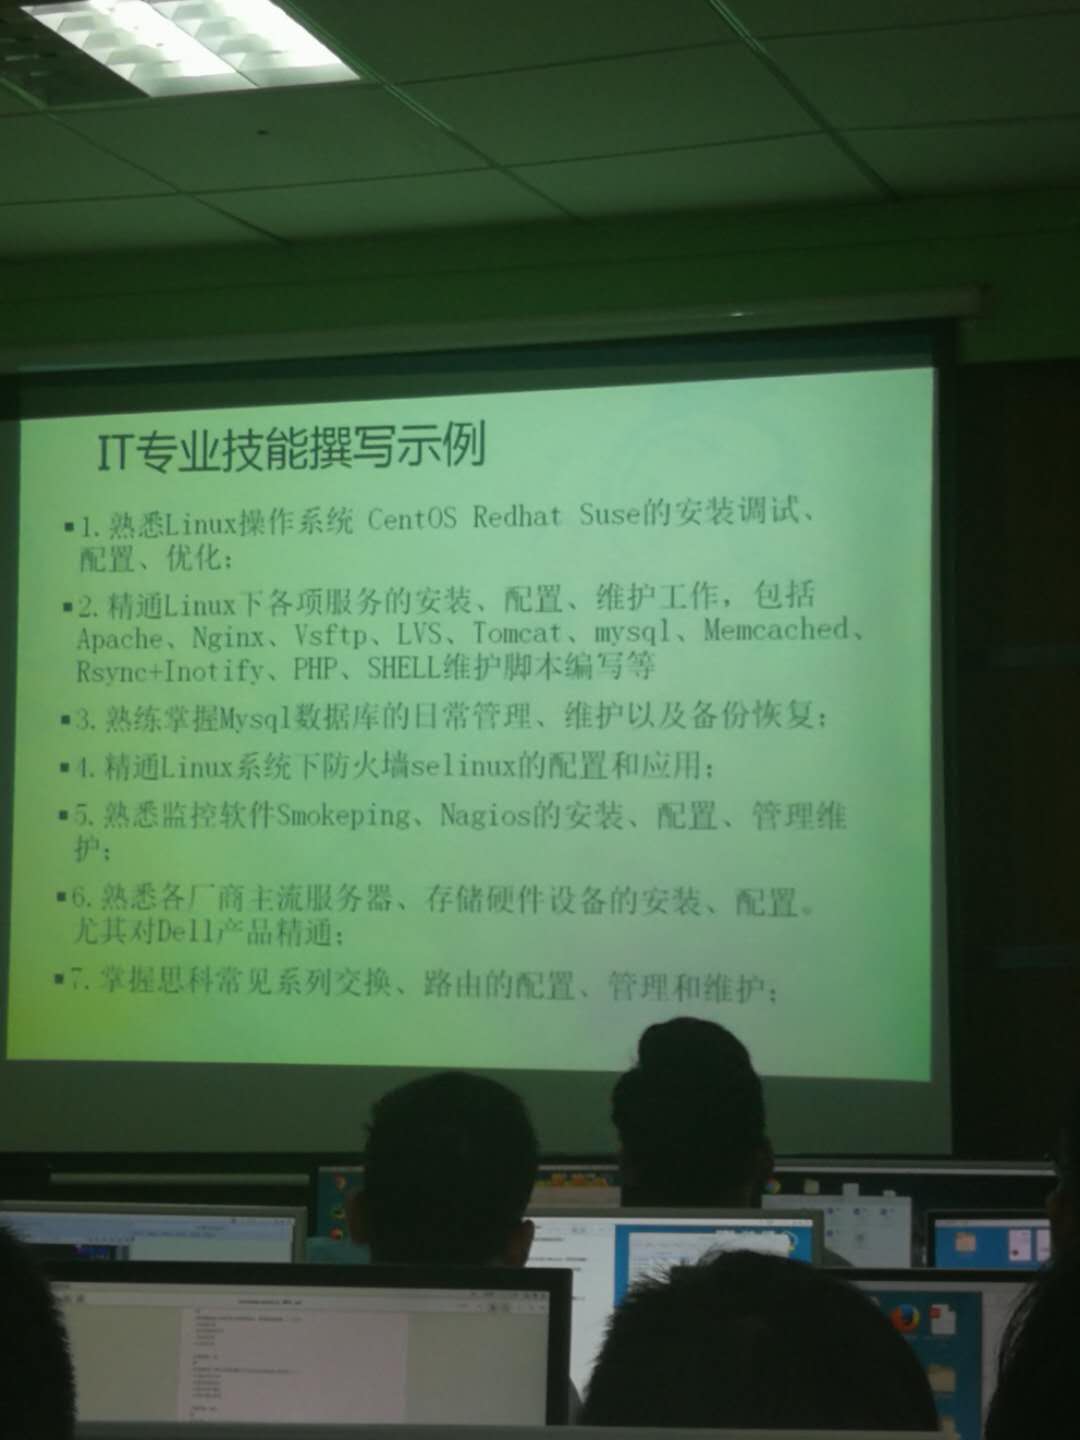 IT专业技能撰写示例
▪1.熟悉Linux操作系统 CentOS Redhat Suse的安装调试、
配置、优化；
▪2.精通Linux下各项服务的安装、配置、维护工作，包括
Apache、Nginx、Vsftp、LVS、Tomcat、mysql、Memcached、
Rsync+Inotify、PHP、SHELL维护脚本编写等
▪3.熟练掌握Mysql数据库的日常管理、维护以及备份恢复；
▪4.精通Linux系统下防火墙selinux的配置和应用；
▪5.熟悉监控软件Smokeping、Nagios的安装、配置、管理维
护；
▪6.熟悉各厂商主流服务器、存储硬件设备的安装、配置。
尤其对Dell产品精通；
▪7.掌握思科常见系列交换、路由的配置、管理和维护；